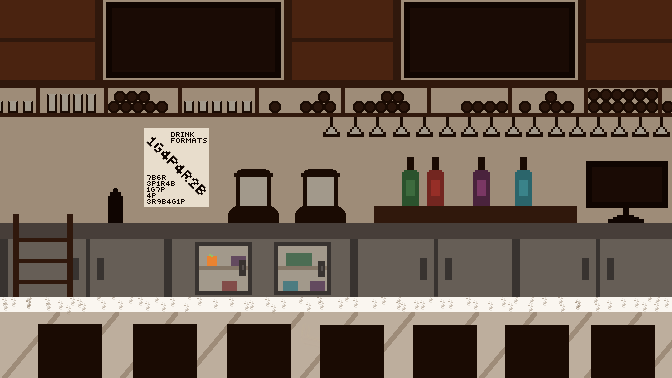 DRINK
FORMATS
1G4P4R2B
7B6R
3P1R4B
1G7P
4P
3R9B4G1P